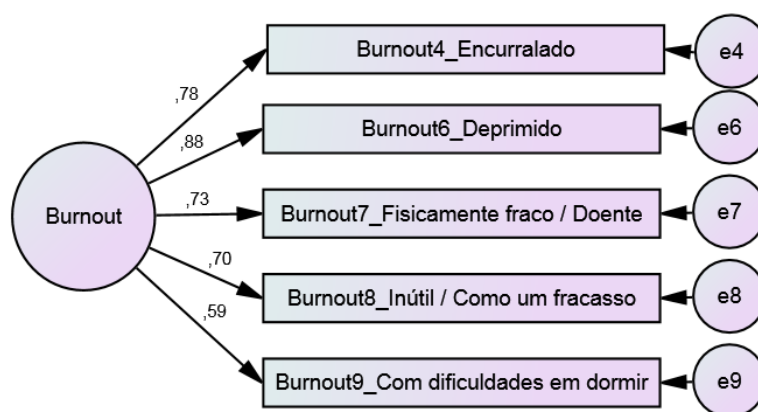 Burnout4_Encurralado
e4
,78
Burnout6_Deprimido
e6
,88
Burnout
Burnout7_Fisicamente fraco / Doente
e7
,73
Burnout8_Inútil / Como um fracasso
e8
,70
Burnout9_Com dificuldades em dormir
e9
,59